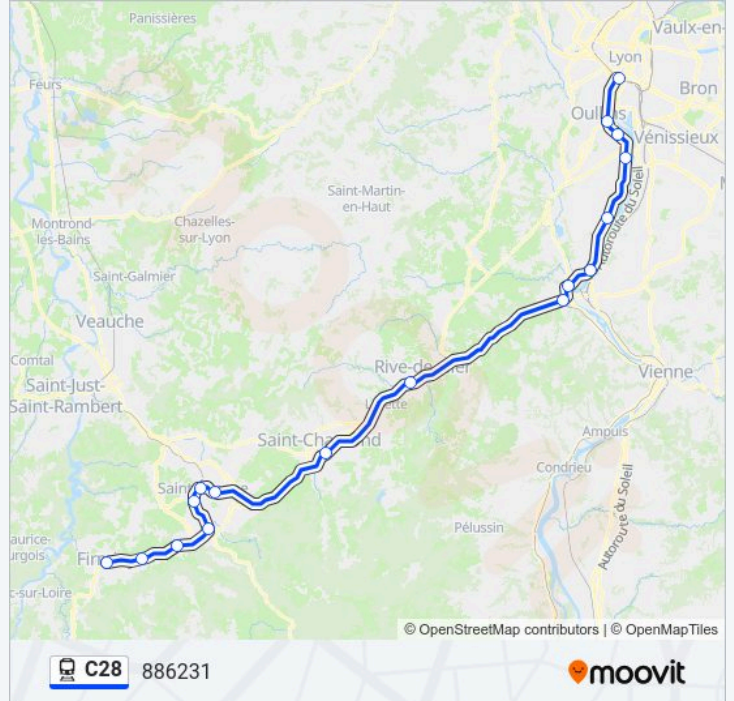 Panissières
Vaulx-en-
Lyon
Feurs
Bron
Oullins
Vénissieux
Saint-Martin-
en-Haut
Autoroute du Soleil
Montrond-
les-Bains
Chazelles-
sur-Lyon
Saint-Galmier
Veauche
Comtal
Rive-de-Gier
Vienne
Saint-Just-
Saint-Rambert
Ampuis
Saint-Chamond
Condrieu
Autoroute du Soleil
Pélussin
c-sur-Loire
© OpenStreetMap contributors | © OpenMapTiles
C28 886231
moovit